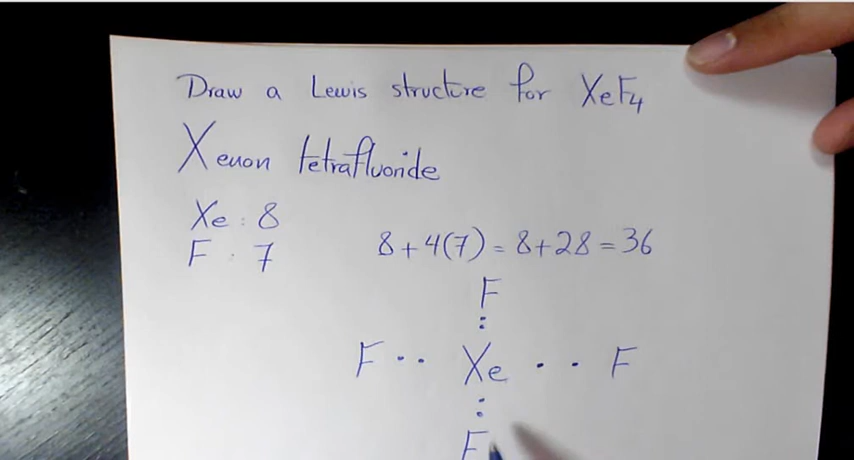 Draw a Lewis structure for XeF4
Xenon tetrafluoride
Xe : 8
F : 7
8 + 4(7) = 8 + 28 = 36
F
:
F · · Xe · · F
:
F